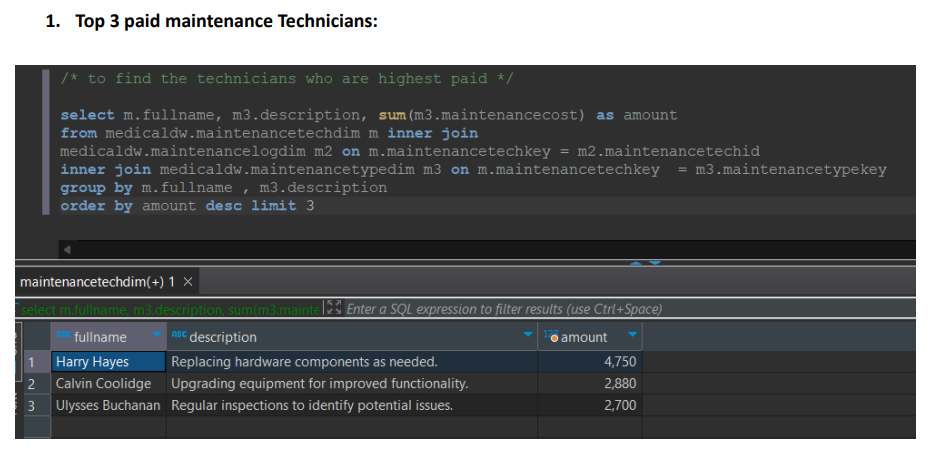 1. Top 3 paid maintenance Technicians:
/* to find the technicians who are highest paid */
select m.fullname, m3.description, sum(m3.maintenancecost) as amount
from medicaldw.maintenancetechdim m inner join
medicaldw.maintenancelogdim m2 on m.maintenancetechkey = m2.maintenancetechid
inner join medicaldw.maintenancetypedim m3 on m.maintenancetechkey  = m3.maintenancetypekey
group by m.fullname , m3.description
order by amount desc limit 3
maintenancetechdim(+) 1 ×
select m.fullname, m3.description, sum(m3.mainte Enter a SQL expression to filter results (use Ctrl+Space)
ABC fullname ABC description 123 amount
1 Harry Hayes Replacing hardware components as needed. 4,750
2 Calvin Coolidge Upgrading equipment for improved functionality. 2,880
3 Ulysses Buchanan Regular inspections to identify potential issues. 2,700